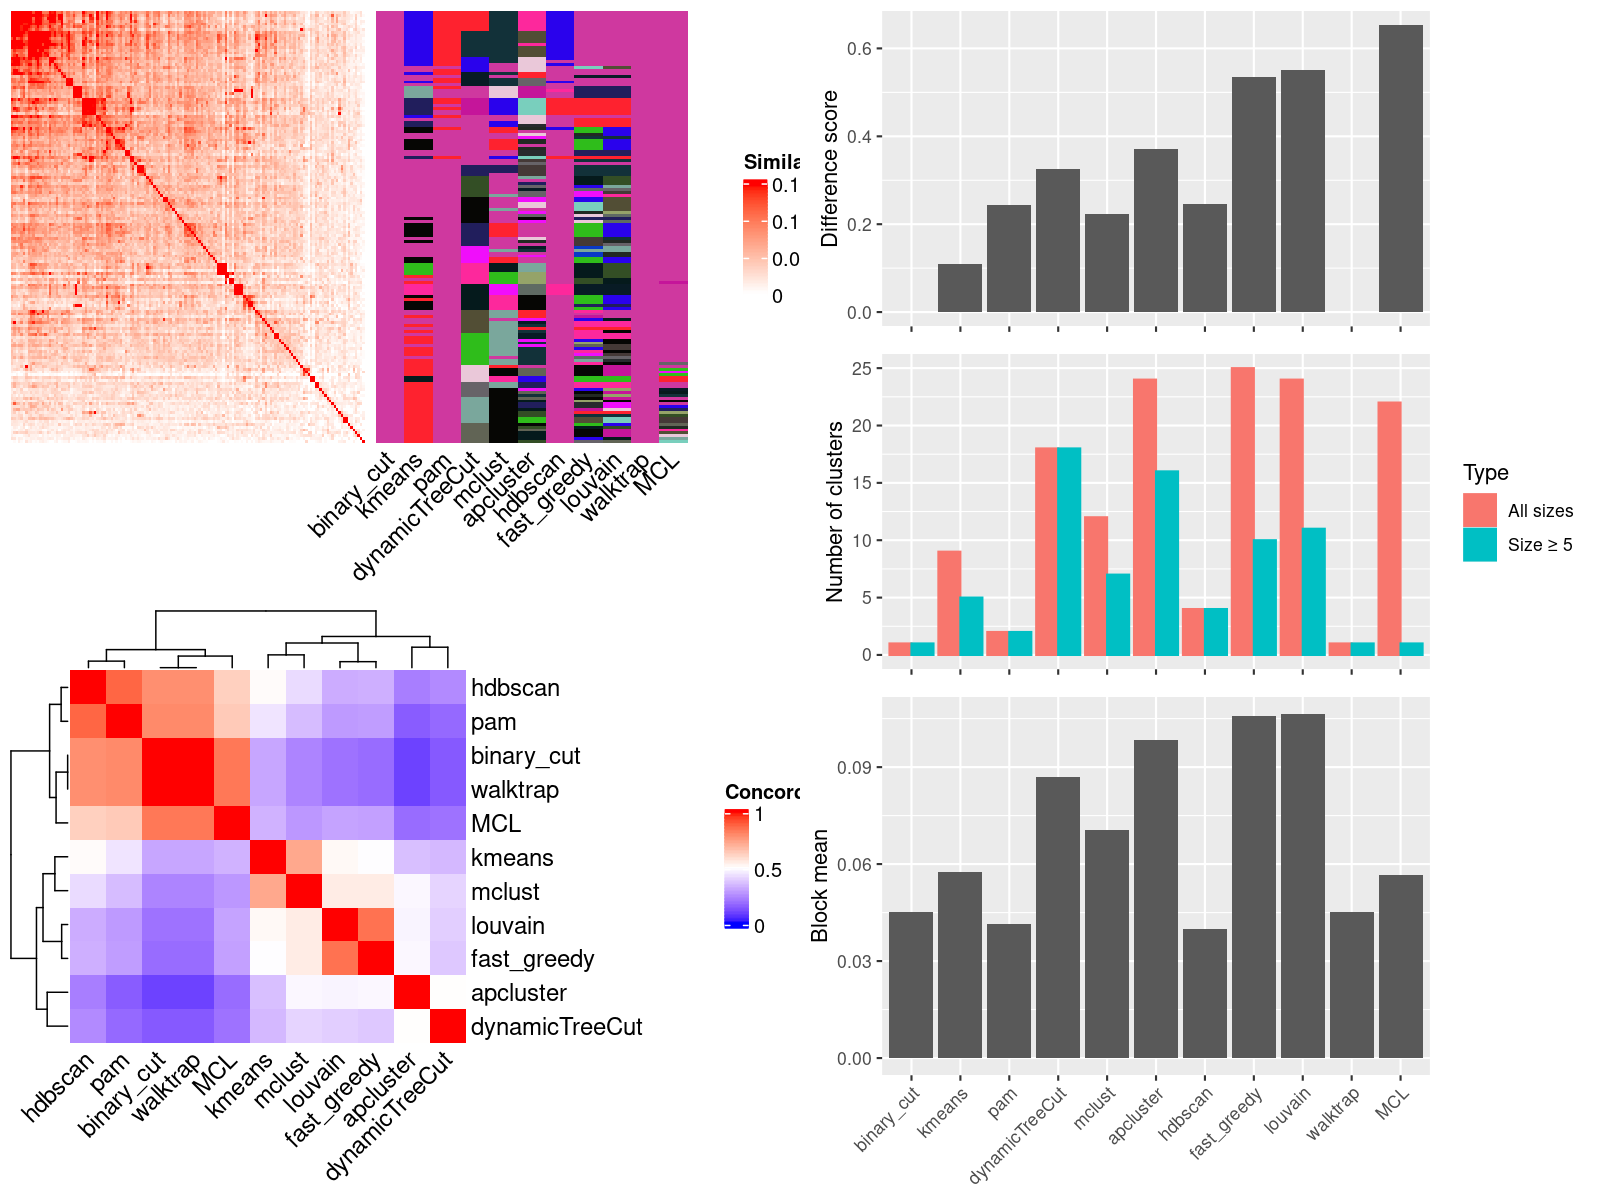 Simila
0.1
0.1
0.0
0
binary_cut
kmeans
pam
dynamicTreeCut
mclust
apcluster
hdbscan
fast_greedy
louvain
walktrap
MCL
hdbscan
pam
binary_cut
walktrap
MCL
kmeans
mclust
louvain
fast_greedy
apcluster
dynamicTreeCut
hdbscan
pam
binary_cut
walktrap
MCL
kmeans
mclust
louvain
fast_greedy
apcluster
dynamicTreeCut
Concord
1
0.5
0
Difference score
0.6
0.4
0.2
0.0
Number of clusters
25
20
15
10
5
0
Type
All sizes
Size ≥ 5
Block mean
0.09
0.06
0.03
0.00
binary_cut
kmeans
pam
dynamicTreeCut
mclust
apcluster
hdbscan
fast_greedy
louvain
walktrap
MCL